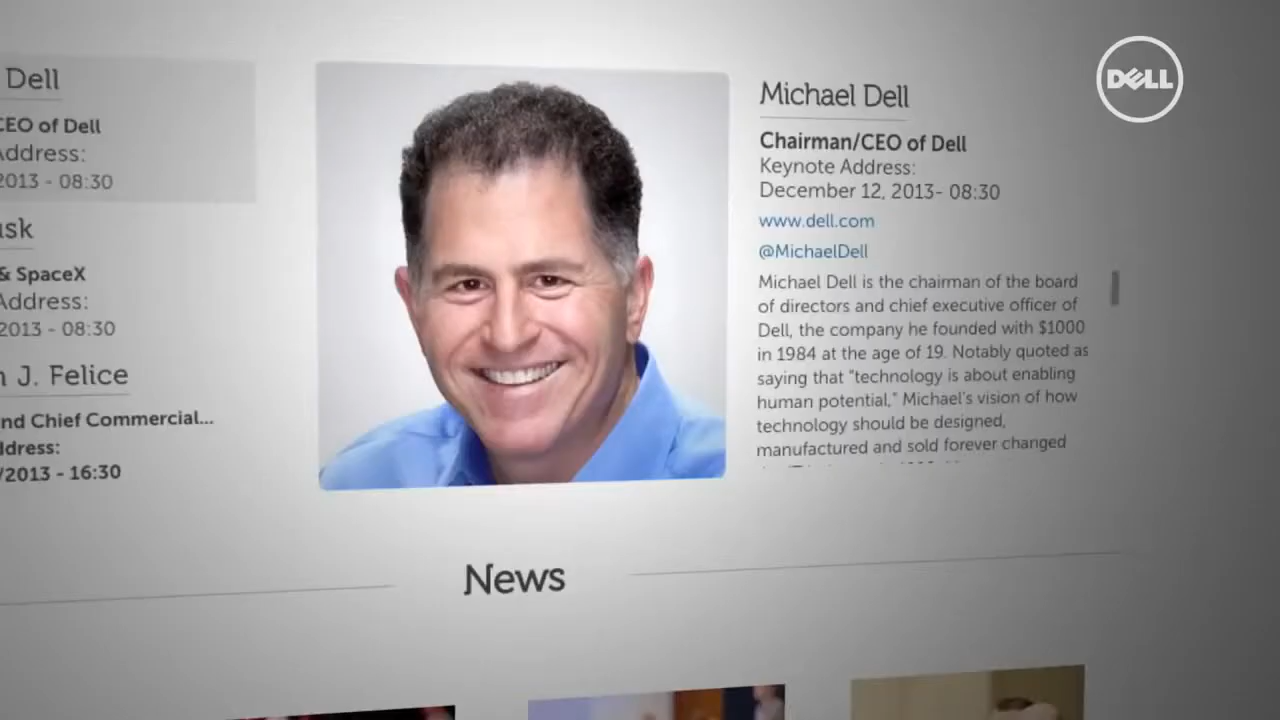 Dell
CEO of Dell
Address:
2013 - 08:30
usk
& SpaceX
Address:
2013 - 08:30
J. Felice
nd Chief Commercial...
ddress:
/2013 - 16:30
Michael Dell
Chairman/CEO of Dell
Keynote Address:
December 12, 2013- 08:30
www.dell.com
@MichaelDell
Michael Dell is the chairman of the board
of directors and chief executive officer of
Dell, the company he founded with $1000
in 1984 at the age of 19. Notably quoted as
saying that "technology is about enabling
human potential," Michael's vision of how
technology should be designed,
manufactured and sold forever changed
DELL
News